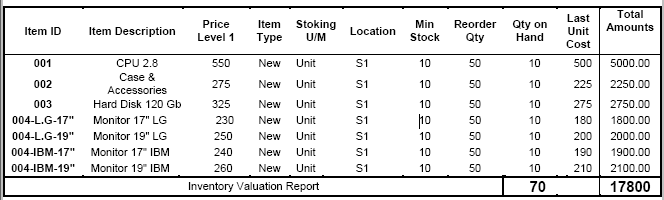 Item ID Item Description Price Level 1 Item Type Stoking U/M Location Min Stock Reorder Qty Qty on Hand Last Unit Cost Total Amounts
001 CPU 2.8 550 New Unit S1 10 50 10 500 5000.00
002 Case & Accessories 275 New Unit S1 10 50 10 225 2250.00
003 Hard Disk 120 Gb 325 New Unit S1 10 50 10 275 2750.00
004-L.G-17" Monitor 17" LG 230 New Unit S1 10 50 10 180 1800.00
004-L.G-19" Monitor 19" LG 250 New Unit S1 10 50 10 200 2000.00
004-IBM-17" Monitor 17" IBM 240 New Unit S1 10 50 10 190 1900.00
004-IBM-19" Monitor 19" IBM 260 New Unit S1 10 50 10 210 2100.00
Inventory Valuation Report 70 17800